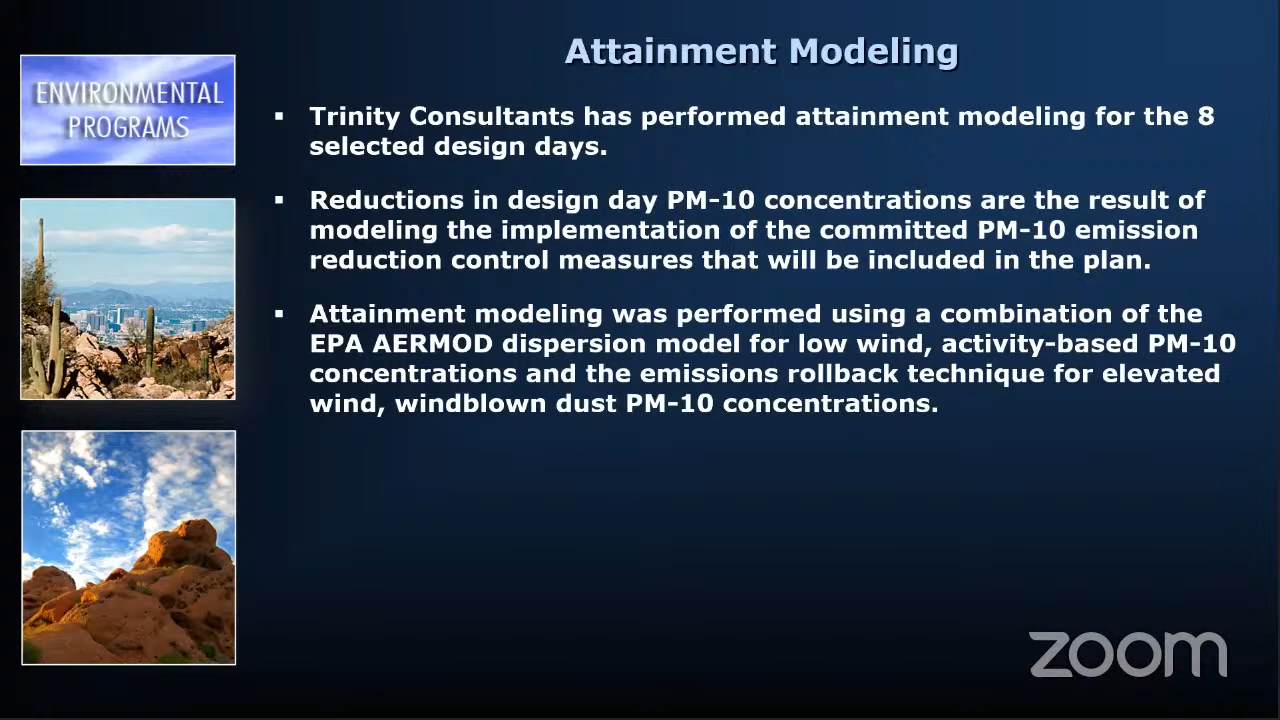 Attainment Modeling
ENVIRONMENTAL
PROGRAMS
▪ Trinity Consultants has performed attainment modeling for the 8
selected design days.
▪ Reductions in design day PM-10 concentrations are the result of
modeling the implementation of the committed PM-10 emission
reduction control measures that will be included in the plan.
▪ Attainment modeling was performed using a combination of the
EPA AERMOD dispersion model for low wind, activity-based PM-10
concentrations and the emissions rollback technique for elevated
wind, windblown dust PM-10 concentrations.
zoom